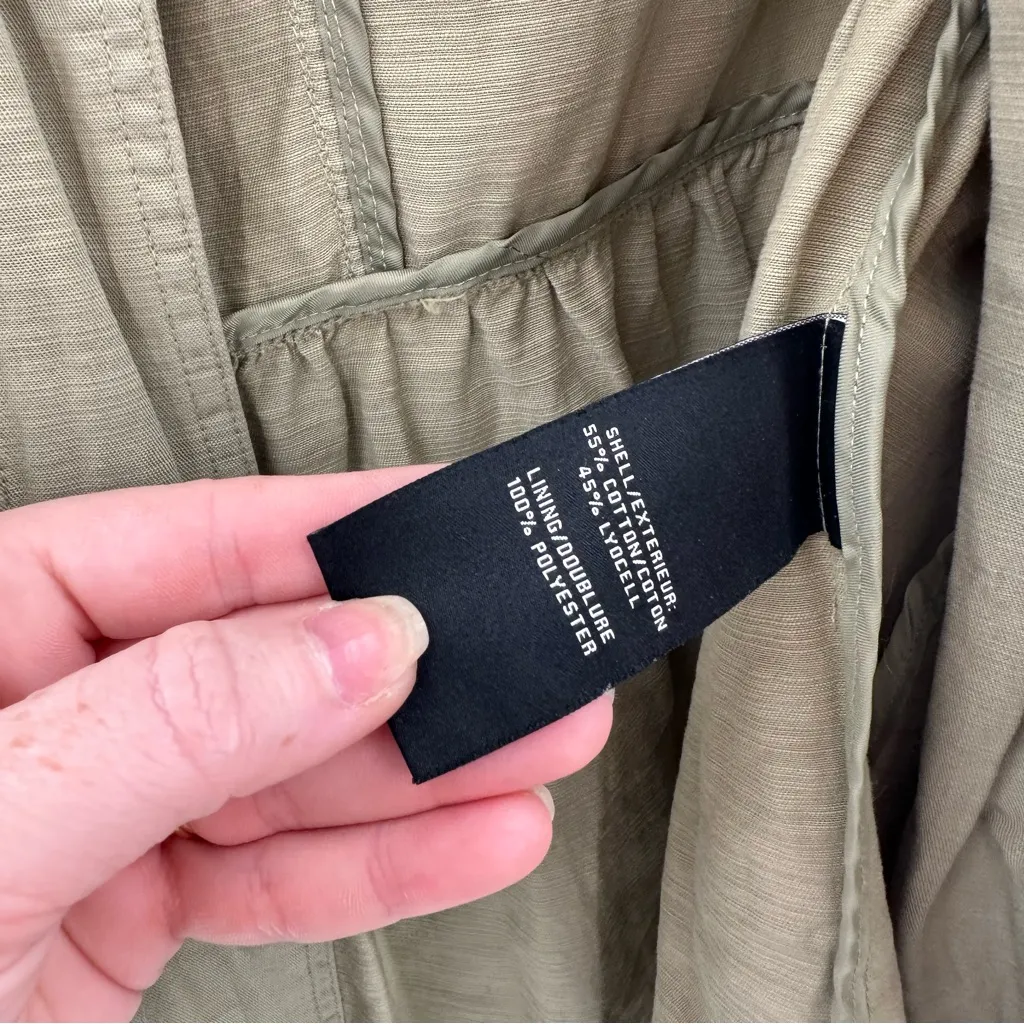 SHELL/EXTERIEUR:
55% COTTON/COTON
45% LYOCELL
LINING/DOUBLURE
100% POLYESTER